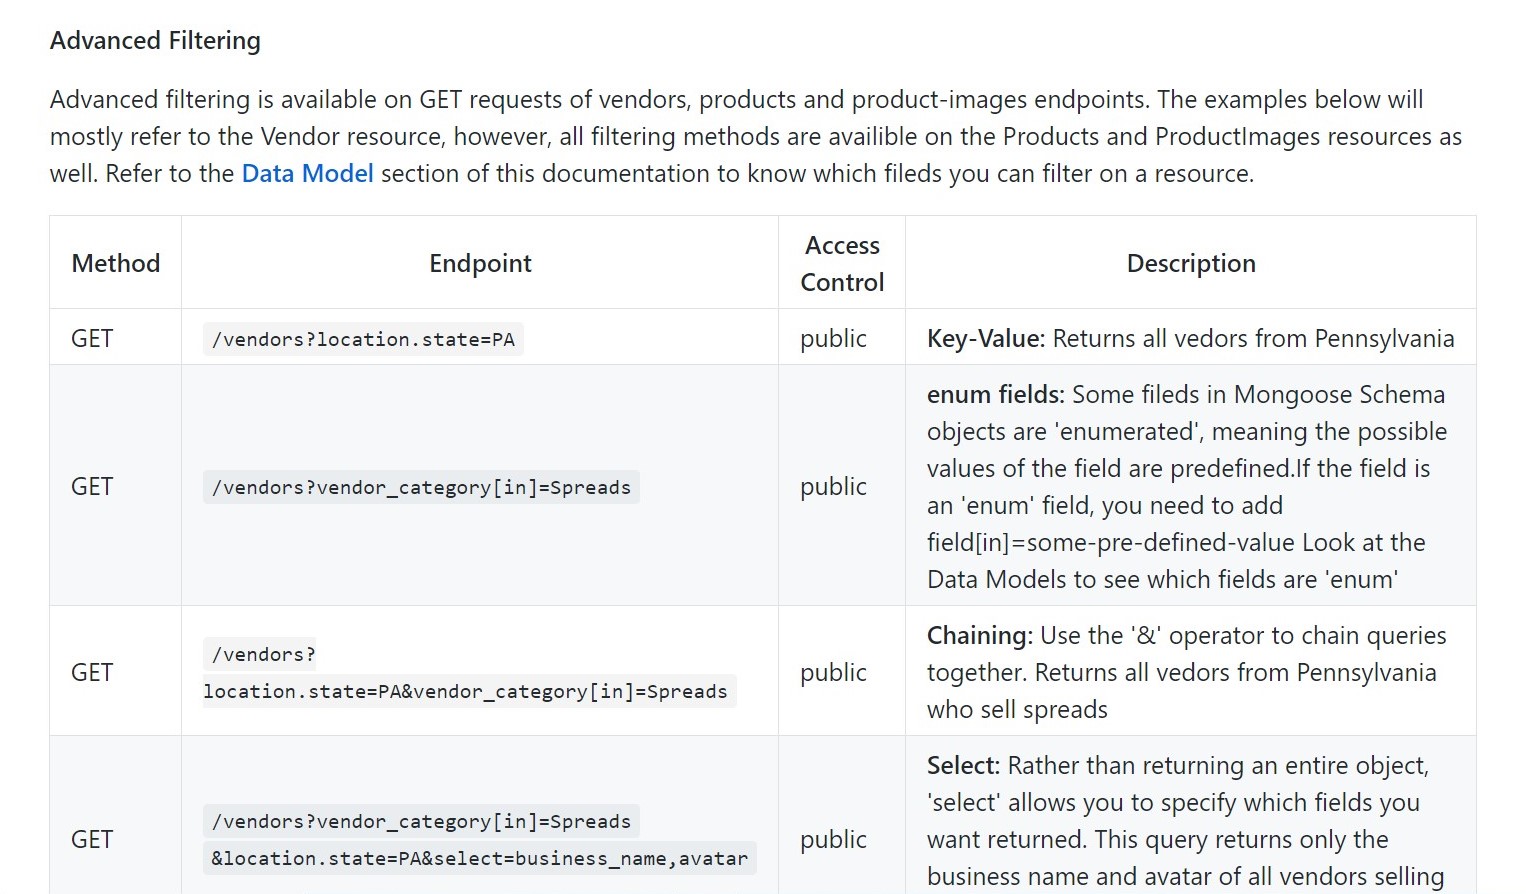 Advanced Filtering
Advanced filtering is available on GET requests of vendors, products and product-images endpoints. The examples below will
mostly refer to the Vendor resource, however, all filtering methods are availible on the Products and ProductImages resources as
well. Refer to the Data Model section of this documentation to know which fileds you can filter on a resource.
Method Endpoint Access Control Description
GET /vendors?location.state=PA public Key-Value: Returns all vedors from Pennsylvania
GET /vendors?vendor_category[in]=Spreads public
enum fields: Some fileds in Mongoose Schema
objects are 'enumerated', meaning the possible
values of the field are predefined.If the field is
an 'enum' field, you need to add
field[in]=some-pre-defined-value Look at the
Data Models to see which fields are 'enum'
GET
/vendors?
location.state=PA&vendor_category[in]=Spreads
public
Chaining: Use the '&' operator to chain queries
together. Returns all vedors from Pennsylvania
who sell spreads
GET
/vendors?vendor_category[in]=Spreads
&location.state=PA&select=business_name,avatar
public
Select: Rather than returning an entire object,
'select' allows you to specify which fields you
want returned. This query returns only the
business name and avatar of all vendors selling